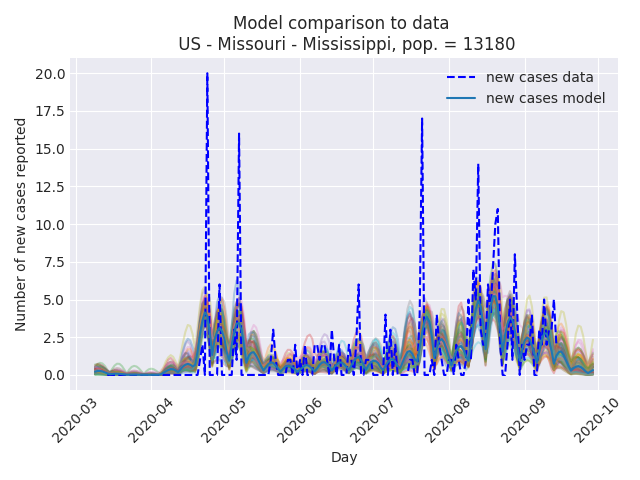 Model comparison to data
US - Missouri - Mississippi, pop. = 13180
new cases data
new cases model
Number of new cases reported
20.0
17.5
15.0
12.5
10.0
7.5
5.0
2.5
0.0
2020-03
2020-04
2020-05
2020-06
2020-07
2020-08
2020-09
2020-10
Day